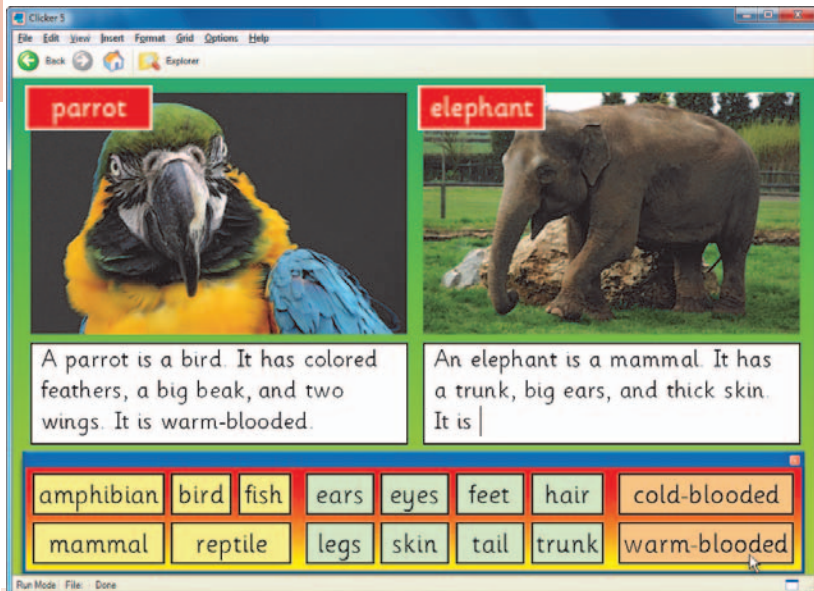 Clicker 5
File Edit View Insert Format Grid Options Help
Back Explorer
parrot
elephant
A parrot is a bird. It has colored
feathers, a big beak, and two
wings. It is warm-blooded.
An elephant is a mammal. It has
a trunk, big ears, and thick skin.
It is
amphibian bird fish ears eyes feet hair cold-blooded
mammal reptile legs skin tail trunk warm-blooded
Run Mode File: Done